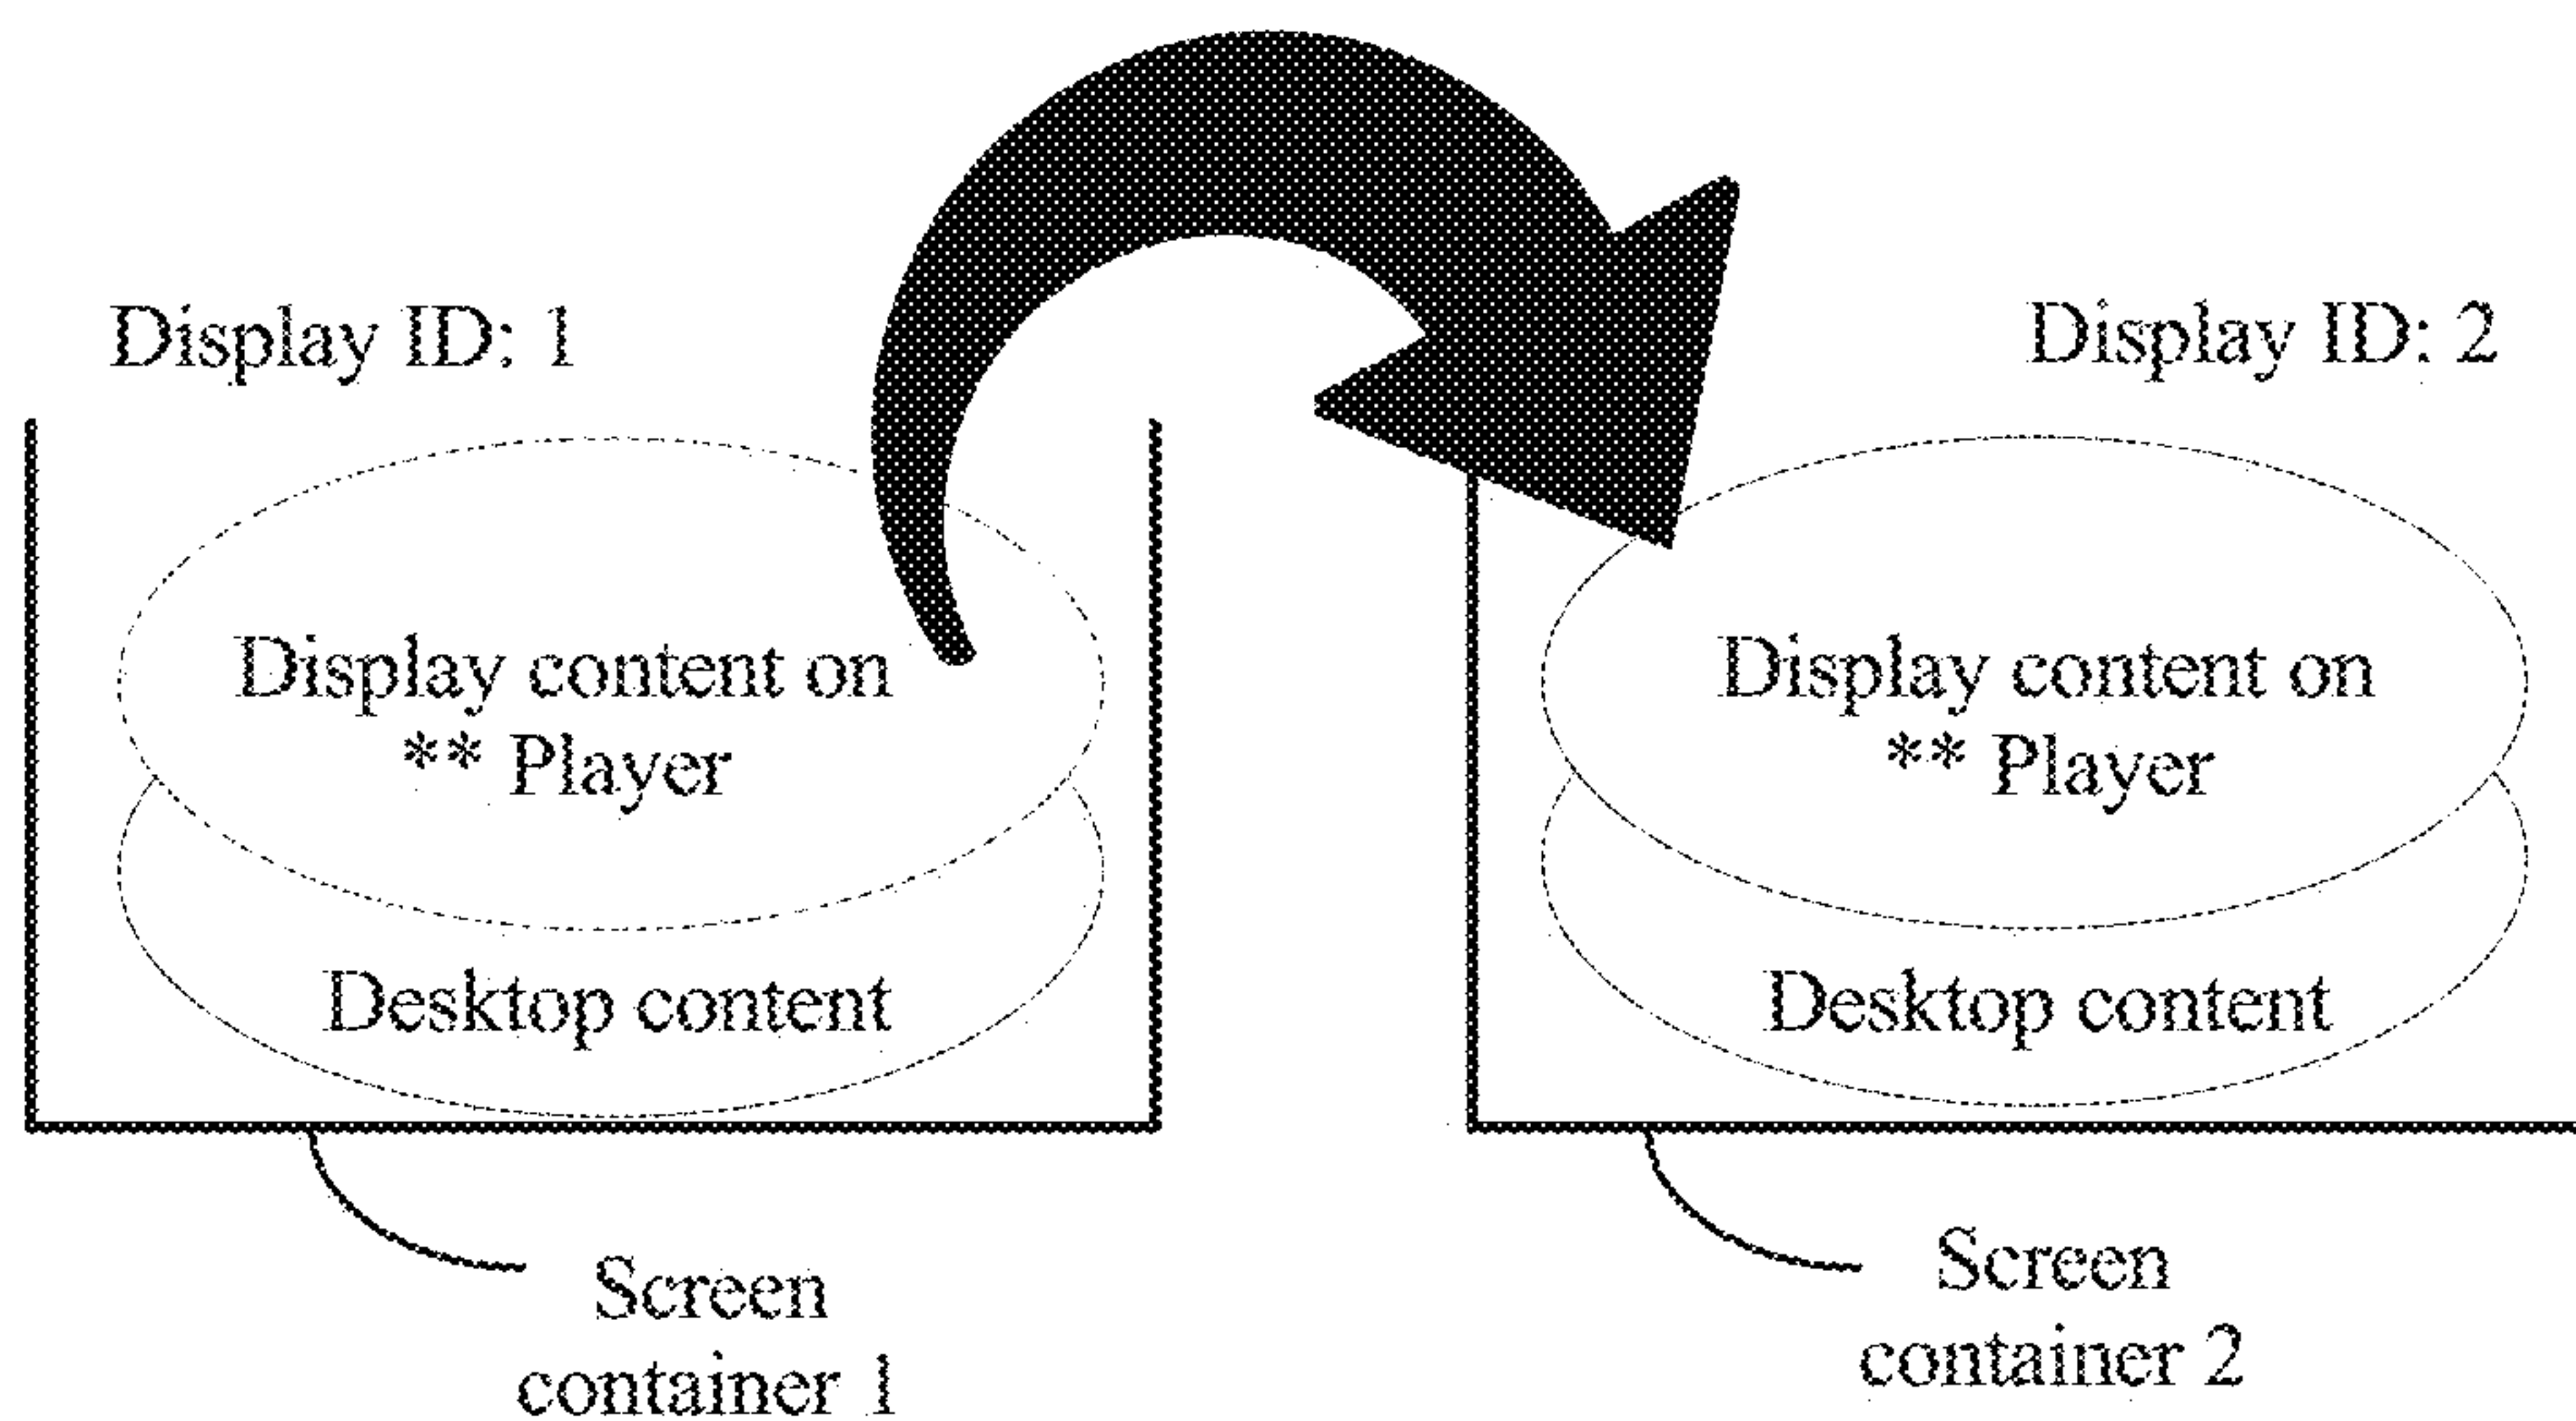 Display ID: 1
Display ID: 2
Display content on
** Player
Desktop content
Display content on
** Player
Desktop content
Screen
container 1
Screen
container 2